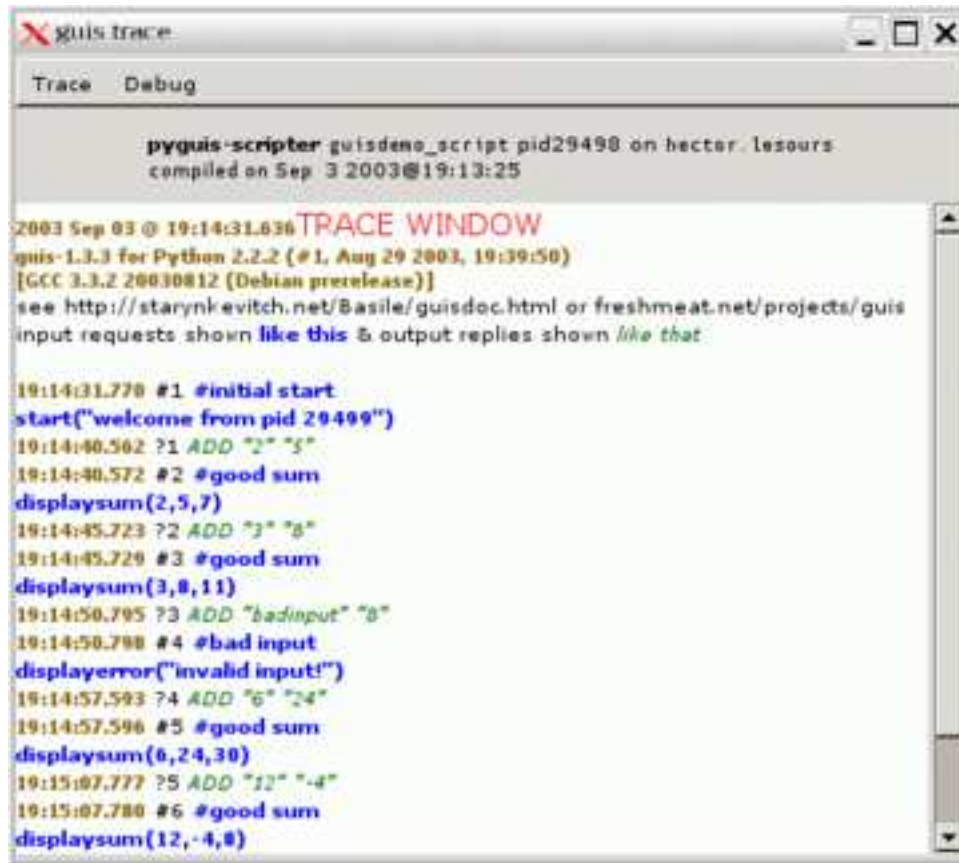 guis trace
Trace Debug
pyguis-scripter guisdemo_script pid29498 on hector.lesours
compiled on Sep 3 2003@19:13:25
2003 Sep 03 @ 19:14:31.636 TRACE WINDOW
guis-1.3.3 for Python 2.2.2 (#1, Aug 29 2003, 19:39:50)
[GCC 3.3.2 20030812 (Debian prerelease)]
see http://starynkevitch.net/Basile/guisdoc.html or freshmeat.net/projects/guis
input requests shown like this & output replies shown like that
19:14:31.770 #1 #initial start
start("welcome from pid 29499")
19:14:40.562 ?1 ADD "2" "5"
19:14:40.572 #2 #good sum
displaysum(2,5,7)
19:14:45.723 ?2 ADD "3" "8"
19:14:45.729 #3 #good sum
displaysum(3,8,11)
19:14:50.795 ?3 ADD "badinput" "8"
19:14:50.798 #4 #bad input
displayerror("invalid input!")
19:14:57.593 ?4 ADD "6" "24"
19:14:57.596 #5 #good sum
displaysum(6,24,30)
19:15:07.777 ?5 ADD "12" "-4"
19:15:07.780 #6 #good sum
displaysum(12,-4,8)